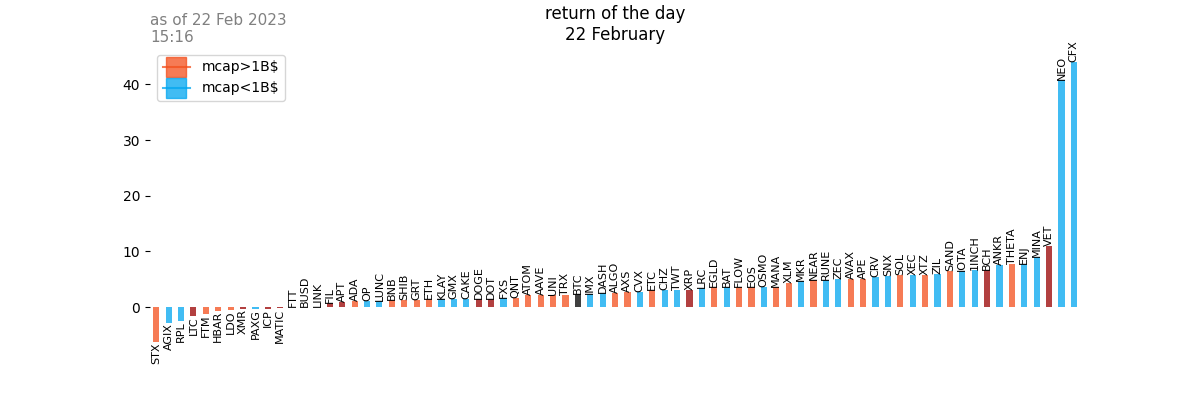 as of 22 Feb 2023
15:16
return of the day
22 February
mcap>1B$
mcap<1B$
40
30
20
10
0
STX
AGIX
RPL
LTC
FTM
HBAR
LDO
XMR
PAXG
ICP
MATIC
FTT
BUSD
LINK
FIL
APT
ADA
OP
LUNC
BNB
SHIB
GRT
ETH
KLAY
GMX
CAKE
DOGE
DOT
FXS
QNT
ATOM
AAVE
UNI
TRX
BTC
IMX
DASH
ALGO
AXS
CVX
ETC
CHZ
TWT
XRP
LRC
EGLD
BAT
FLOW
EOS
OSMO
MANA
XLM
MKR
NEAR
RUNE
ZEC
AVAX
APE
CRV
SNX
SOL
XEC
XTZ
ZIL
SAND
IOTA
1INCH
BCH
ANKR
THETA
ENJ
MINA
VET
NEO
CFX